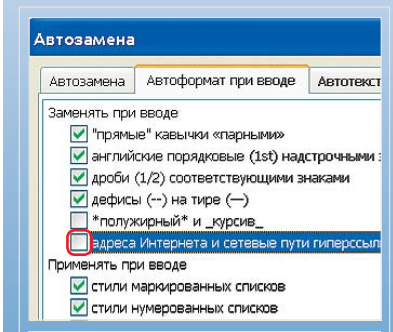 Автозамена
Автозамена Автоформат при вводе Автотекст
Заменять при вводе
"прямые" кавычки «парными»
английские порядковые (1st) надстрочными
дроби (1/2) соответствующими знаками
дефисы (--) на тире (—)
*полужирный* и _курсив_
адреса Интернета и сетевые пути гиперссыл
Применять при вводе
стили маркированных списков
стили нумерованных списков